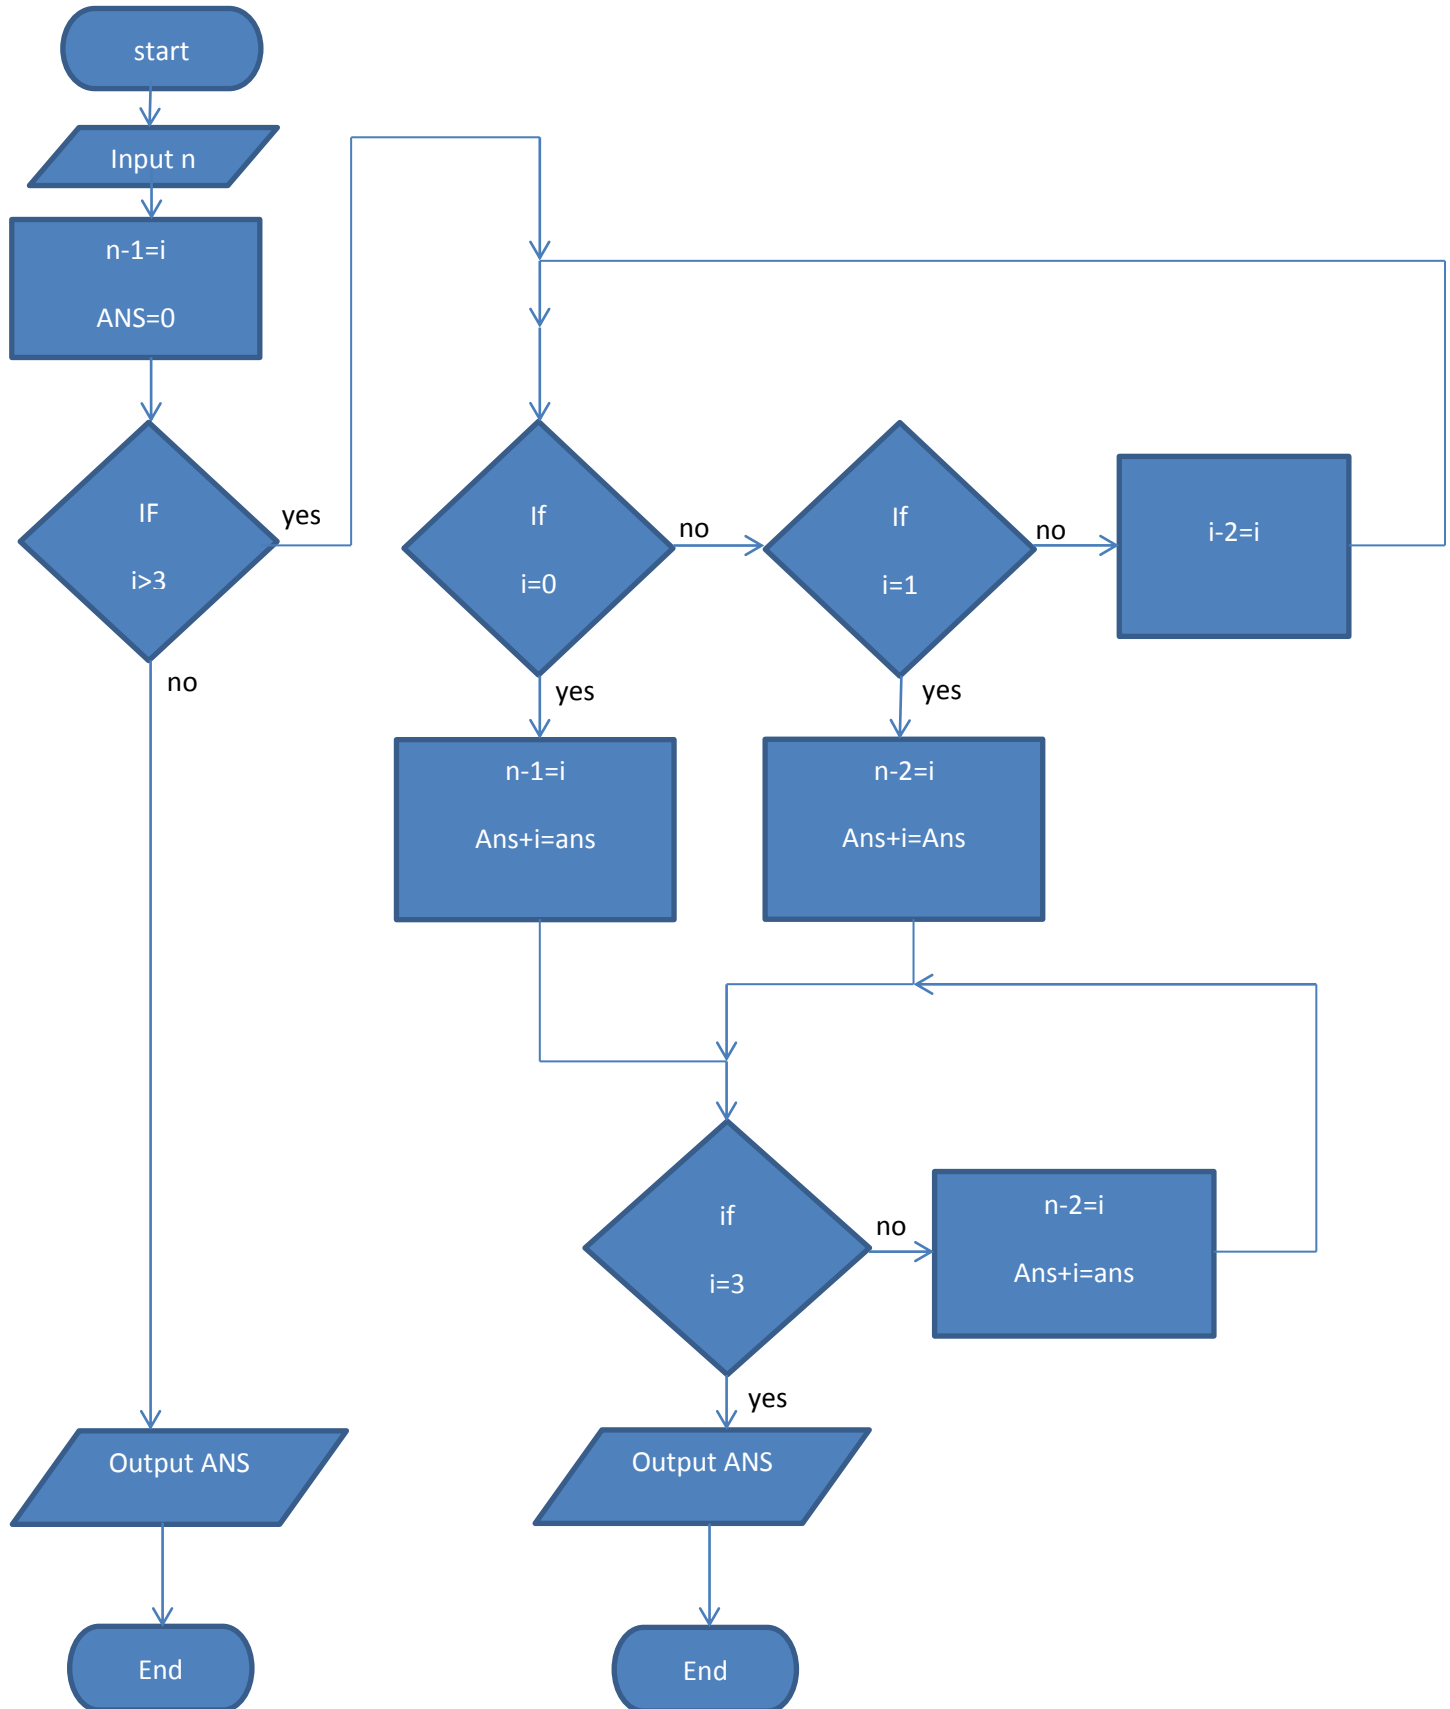 start
Input n
n-1=i
ANS=0
IF
i>3
yes
no
If
i=0
no
yes
If
i=1
no
yes
i-2=i
n-1=i
Ans+i=ans
n-2=i
Ans+i=Ans
if
i=3
no
yes
n-2=i
Ans+i=ans
Output ANS
End
Output ANS
End